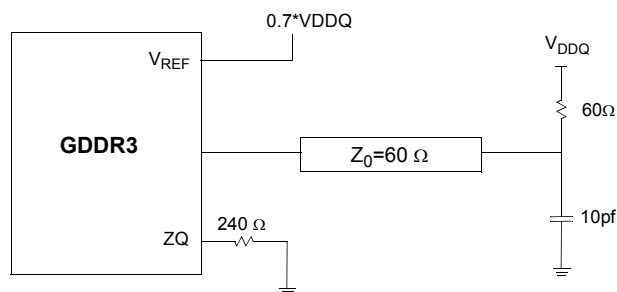 0.7*VDDQ
VREF
VDDQ
60Ω
GDDR3
Z0=60 Ω
240 Ω
ZQ
10pf